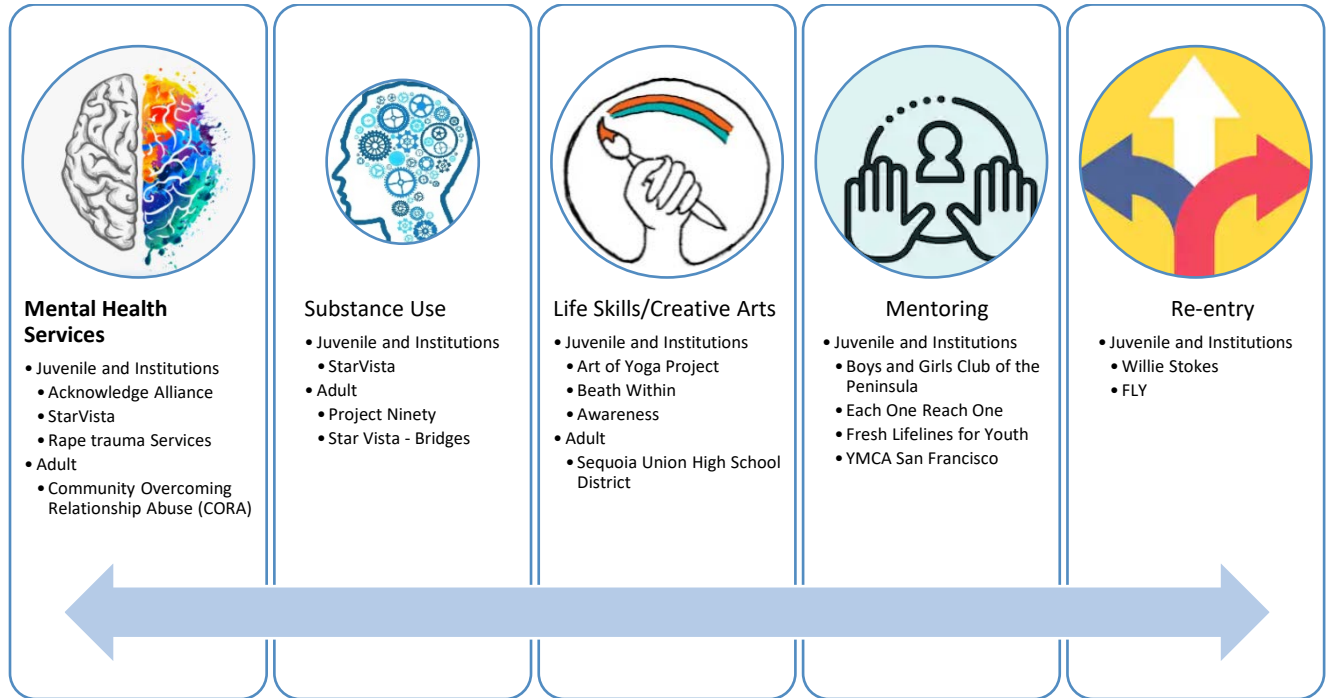 Mental Health
Services
• Juvenile and Institutions
• Acknowledge Alliance
• StarVista
• Rape trauma Services
• Adult
• Community Overcoming
Relationship Abuse (CORA)
Substance Use
• Juvenile and Institutions
• StarVista
• Adult
• Project Ninety
• Star Vista - Bridges
Life Skills/Creative Arts
• Juvenile and Institutions
• Art of Yoga Project
• Beath Within
• Awareness
• Adult
• Sequoia Union High School
District
Mentoring
• Juvenile and Institutions
• Boys and Girls Club of the
Peninsula
• Each One Reach One
• Fresh Lifelines for Youth
• YMCA San Francisco
Re-entry
• Juvenile and Institutions
• Willie Stokes
• FLY